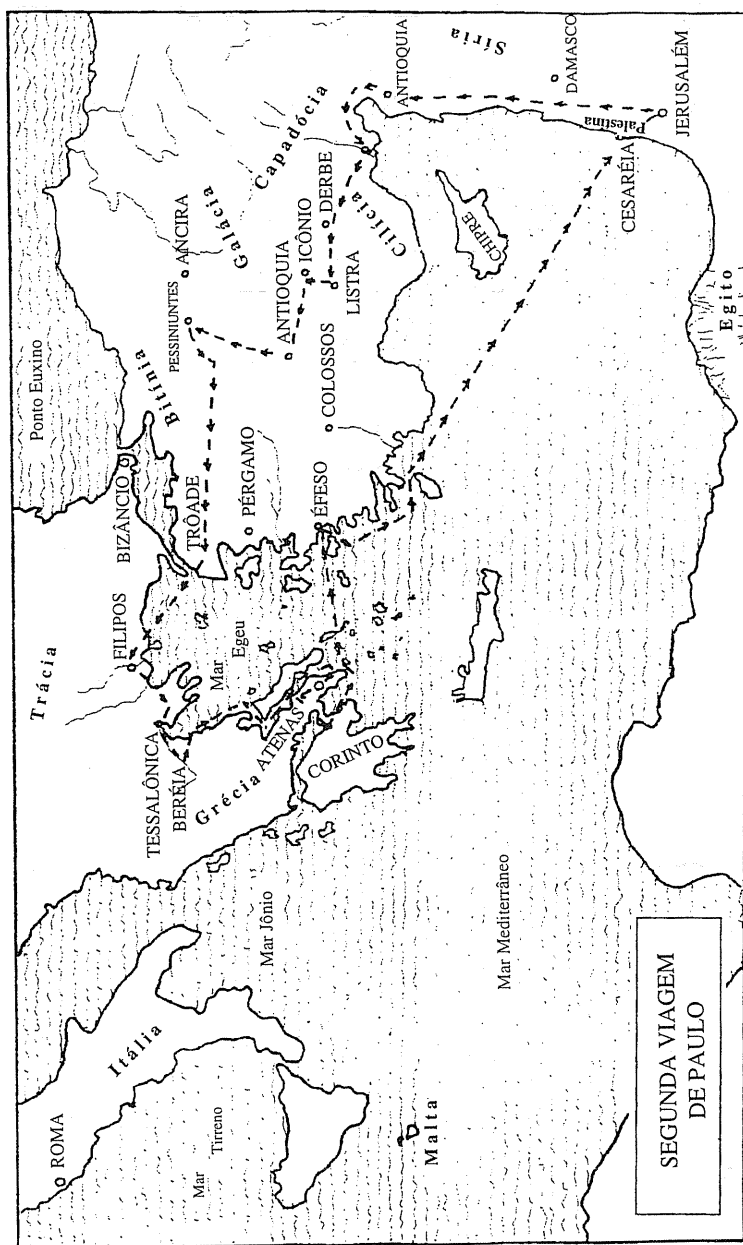 Ponto Euxino
Trácia
BIZÂNCIO
Bitínia
FILIPOS
TESSALÔNICA
BERÉIA
TRÔADE
PESSINIUNTES
ANCIRA
Galácia
Capadócia
ROMA
Itália
Mar
Tirreno
Mar Jônio
Grécia
Mar
Egeu
PÉRGAMO
ANTIOQUIA
ICÔNIO
DERBE
LISTRA
Cilícia
ATENAS
CORINTO
ÉFESO
COLOSSOS
ANTIOQUIA
Síria
CHIPRE
DAMASCO
Malta
Mar Mediterrâneo
Palestina
CESARÉIA
JERUSALÉM
Egito
SEGUNDA VIAGEM
DE PAULO